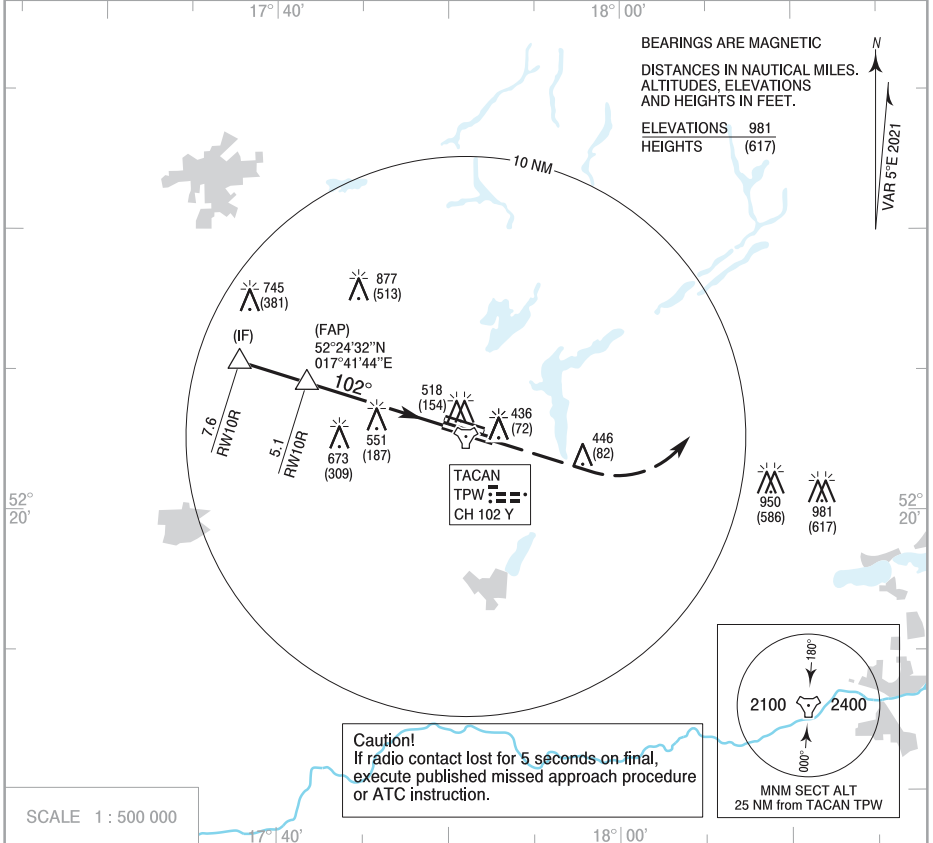 17° 40'
18° 00'
BEARINGS ARE MAGNETIC
DISTANCES IN NAUTICAL MILES.
ALTITUDES, ELEVATIONS
AND HEIGHTS IN FEET.
ELEVATIONS 981
HEIGHTS (617)
N
VAR 5°E 2021
10 NM
745
(381)
877
(513)
(IF)
(FAP)
52°24'32"N
017°41'44"E
102°
7.6
RW10R
5.1
RW10R
673
(309)
551
(187)
518
(154)
436
(72)
446
(82)
TACAN
TPW
CH 102 Y
950
(586)
981
(617)
52°
20'
52°
20'
180°
2100
2400
000°
MNM SECT ALT
25 NM from TACAN TPW
Caution!
If radio contact lost for 5 seconds on final,
execute published missed approach procedure
or ATC instruction.
SCALE 1 : 500 000
17° 40'
18° 00'